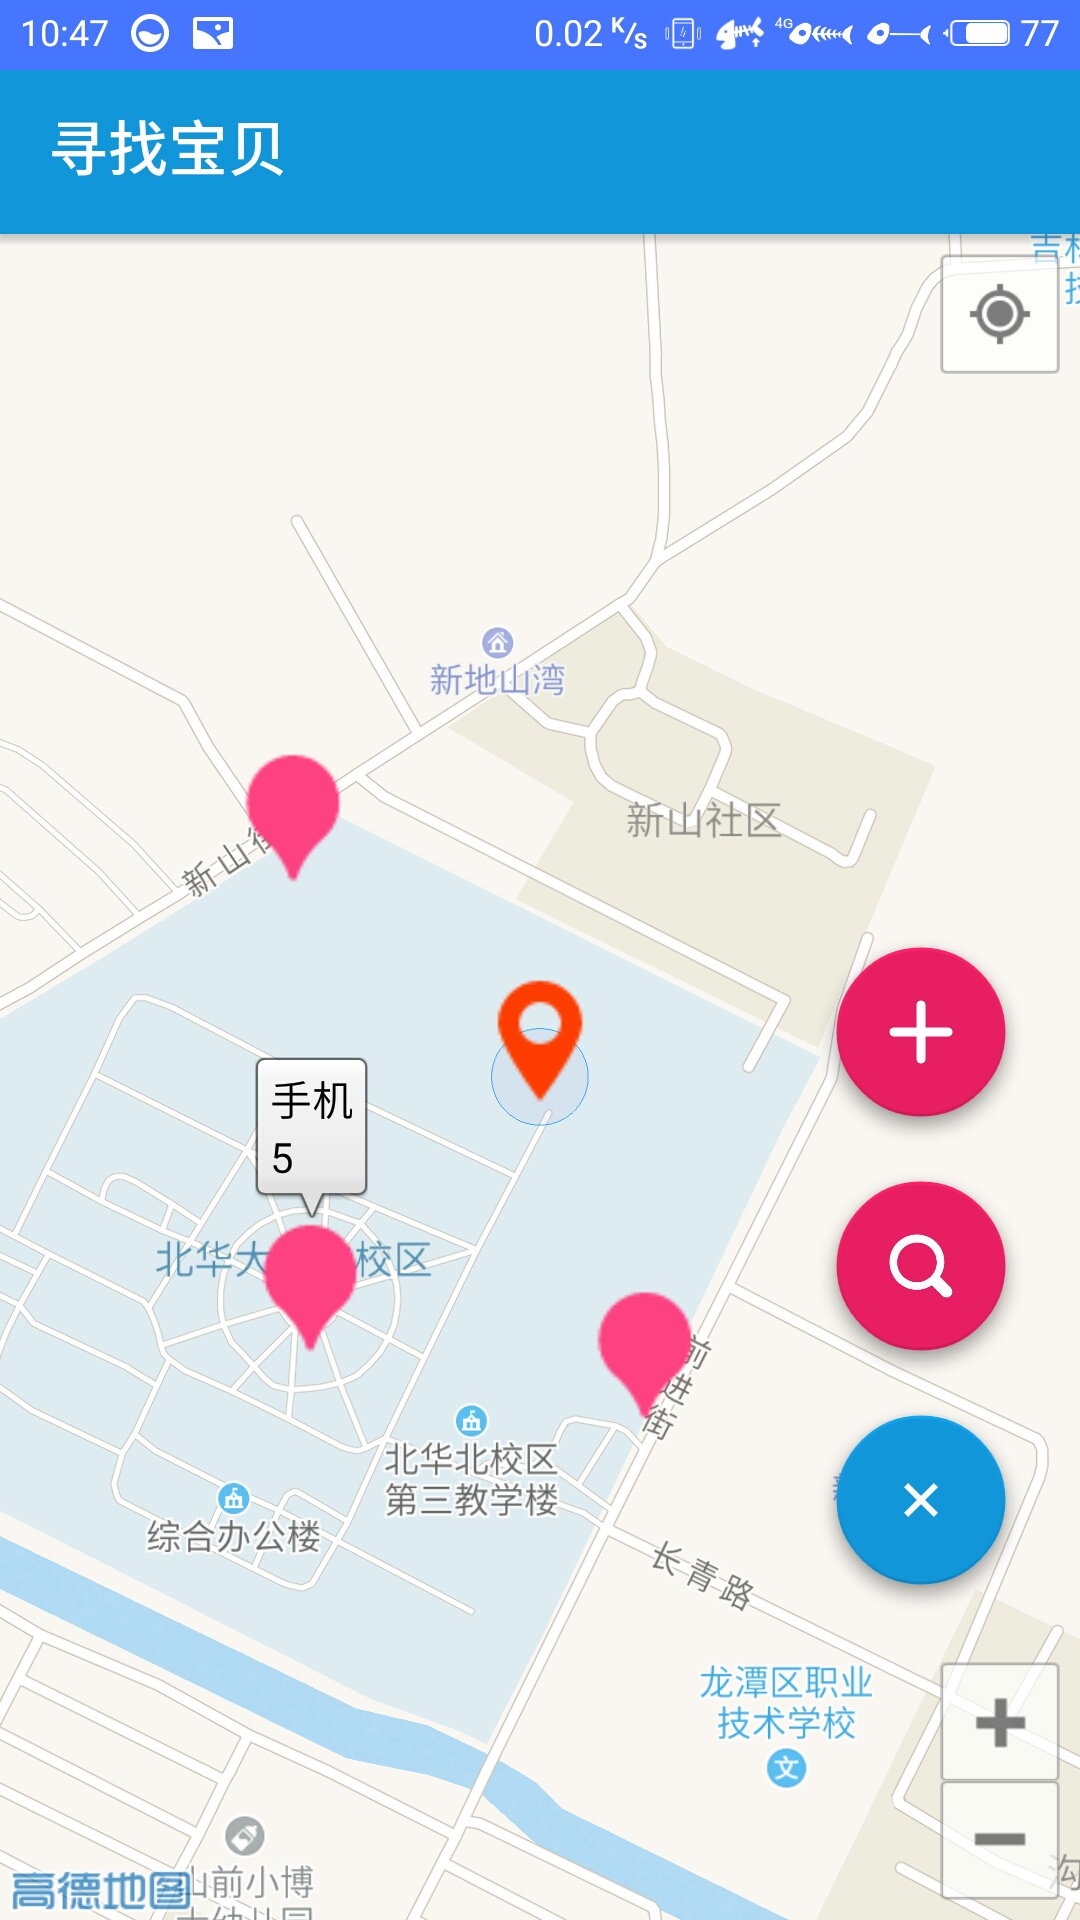 10:47
0.02 K/S
4G
77
寻找宝贝
新地山湾
新山社区
新山街
手机
5
北华大
校区
前进街
北华北校区
第三教学楼
综合办公楼
长青路
龙潭区职业
技术学校
文
高德地图
山前小博